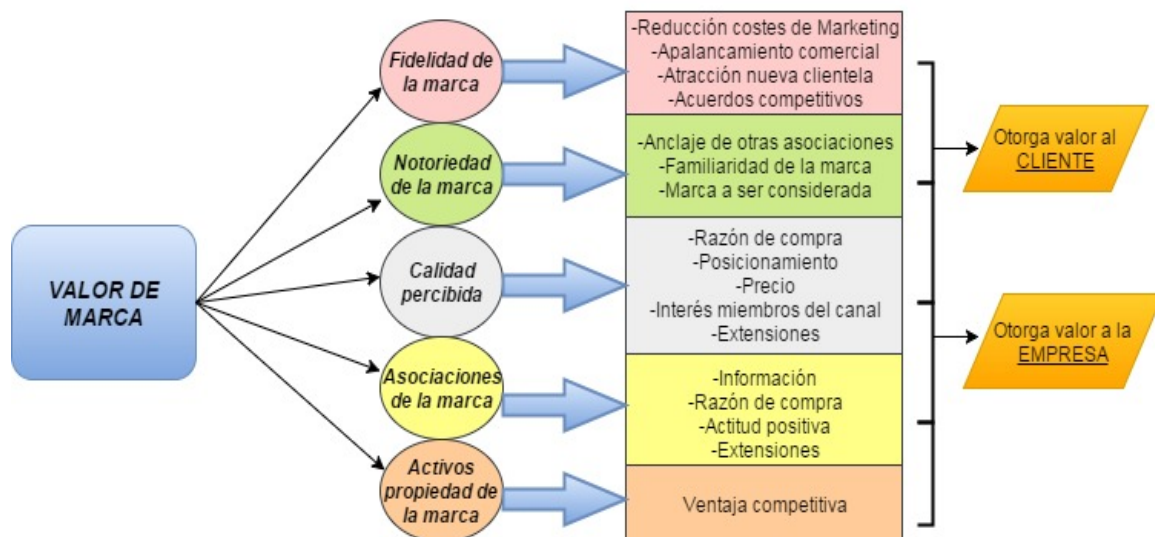 VALOR DE
MARCA
Fidelidad de
la marca
-Reducción costes de Marketing
-Apalancamiento comercial
-Atracción nueva clientela
-Acuerdos competitivos
Notoriedad
de la marca
-Anclaje de otras asociaciones
-Familiaridad de la marca
-Marca a ser considerada
Calidad
percibida
-Razón de compra
-Posicionamiento
-Precio
-Interés miembros del canal
-Extensiones
Asociaciones
de la marca
-Información
-Razón de compra
-Actitud positiva
-Extensiones
Activos
propiedad de
la marca
Ventaja competitiva
Otorga valor al
CLIENTE
Otorga valor a la
EMPRESA